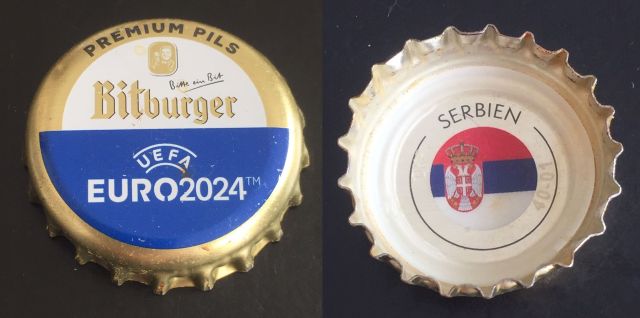 PREMIUM PILS
Bitte ein Bit
Bitburger
UEFA
EURO2024™
SERBIEN